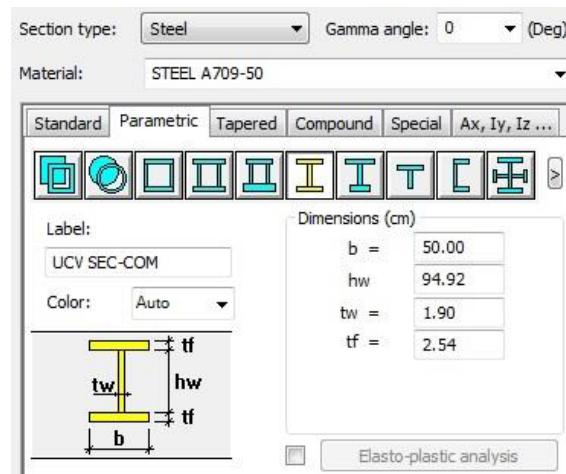 Section type: Steel Gamma angle: 0 (Deg)
Material: STEEL A709-50
Standard Parametric Tapered Compound Special Ax, Iy, Iz ...
>
Label:
UCV SEC-COM
Color: Auto
Dimensions (cm)
b = 50.00
hw 94.92
tw = 1.90
tf = 2.54
tf
tw hw
tf
b
Elasto-plastic analysis